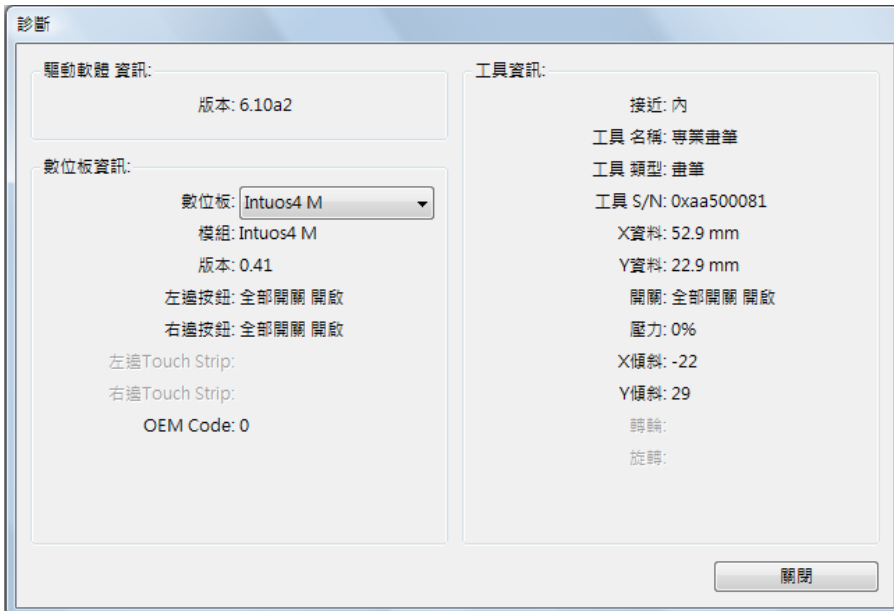 診斷
驅動軟體 資訊:
版本: 6.10a2
數位板資訊:
數位板: Intuos4 M
模組: Intuos4 M
版本: 0.41
左邊按鈕: 全部開關 開啟
右邊按鈕: 全部開關 開啟
左邊Touch Strip:
右邊Touch Strip:
OEM Code: 0
工具資訊:
接近: 內
工具 名稱: 專業畫筆
工具 類型: 畫筆
工具 S/N: 0xaa500081
X資料: 52.9 mm
Y資料: 22.9 mm
開關: 全部開關 開啟
壓力: 0%
X傾斜: -22
Y傾斜: 29
轉輪:
旋轉:
關閉